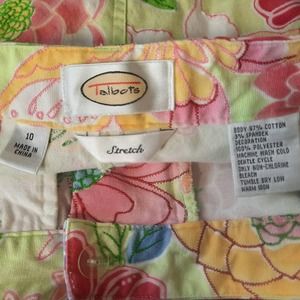 Talbots
10
MADE IN
CHINA
Stretch
BODY 97% COTTON
3% SPANDEX
DECORATION
100% POLYESTER
MACHINE WASH COLD
GENTLE CYCLE
ONLY NON-CHLORINE
BLEACH
TUMBLE DRY LOW
WARM IRON